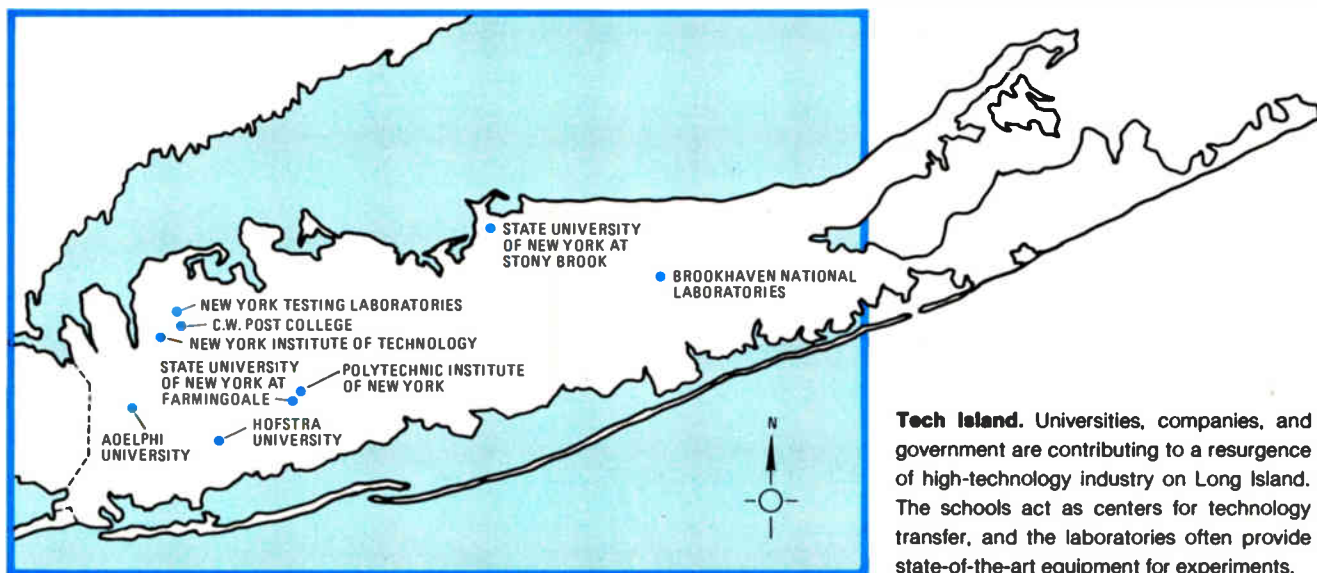 STATE UNIVERSITY
OF NEW YORK AT
STONY BROOK
BROOKHAVEN NATIONAL
LABORATORIES
NEW YORK TESTING LABORATORIES
C.W. POST COLLEGE
NEW YORK INSTITUTE OF TECHNOLOGY
STATE UNIVERSITY
OF NEW YORK AT
FARMINGOALE
POLYTECHNIC INSTITUTE
OF NEW YORK
AOELPHI
UNIVERSITY
HOFSTRA
UNIVERSITY
N
Tech Island. Universities, companies, and
government are contributing to a resurgence
of high-technology industry on Long Island.
The schools act as centers for technology
transfer, and the laboratories often provide
state-of-the-art equipment for experiments.